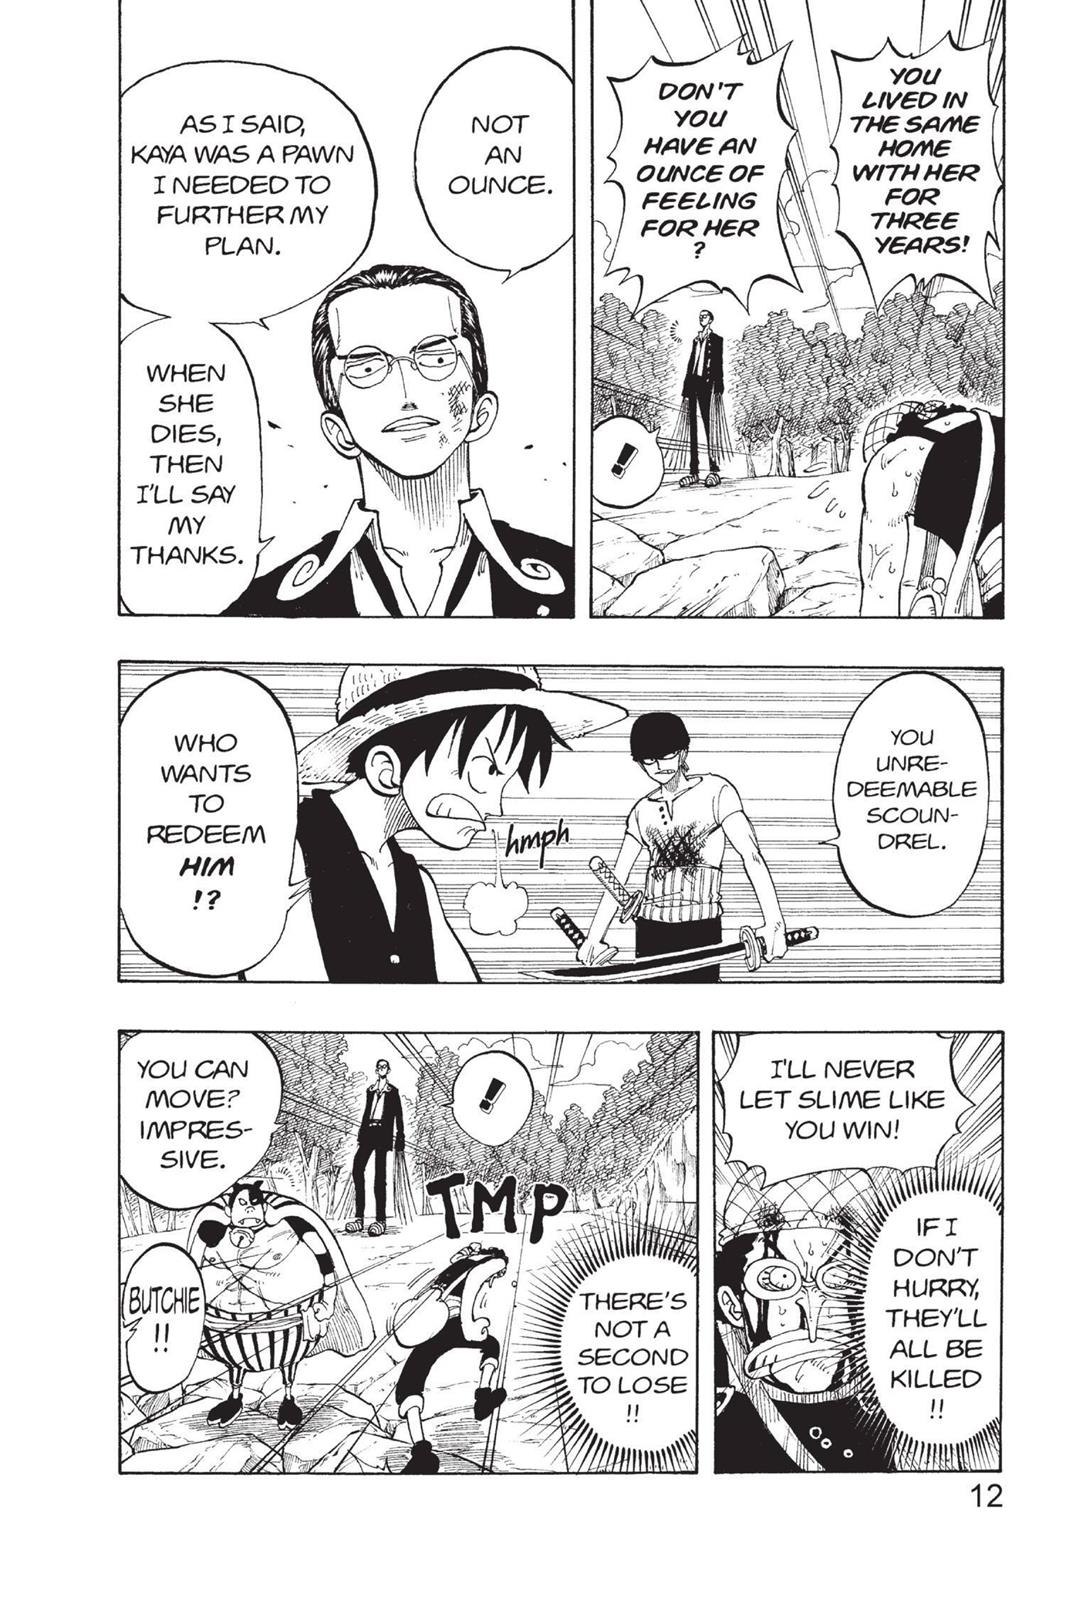 YOU
LIVED IN
THE SAME
HOME
WITH HER
FOR
THREE
YEARS!
DON'T
YOU
HAVE AN
OUNCE OF
FEELING
FOR HER
?
!
NOT
AN
OUNCE.
AS I SAID,
KAYA WAS A PAWN
I NEEDED TO
FURTHER MY
PLAN.
WHEN
SHE
DIES,
THEN
I'LL SAY
MY
THANKS.
YOU
UNRE-
DEEMABLE
SCOUN-
DREL.
hmph
WHO
WANTS
TO
REDEEM
HIM
!?
I'LL NEVER
LET SLIME LIKE
YOU WIN!
IF I
DON'T
HURRY,
THEY'LL
ALL BE
KILLED
!!
!
TMP
THERE'S
NOT A
SECOND
TO LOSE
!!
YOU CAN
MOVE?
IMPRES-
SIVE.
BUTCHIE
!!
12